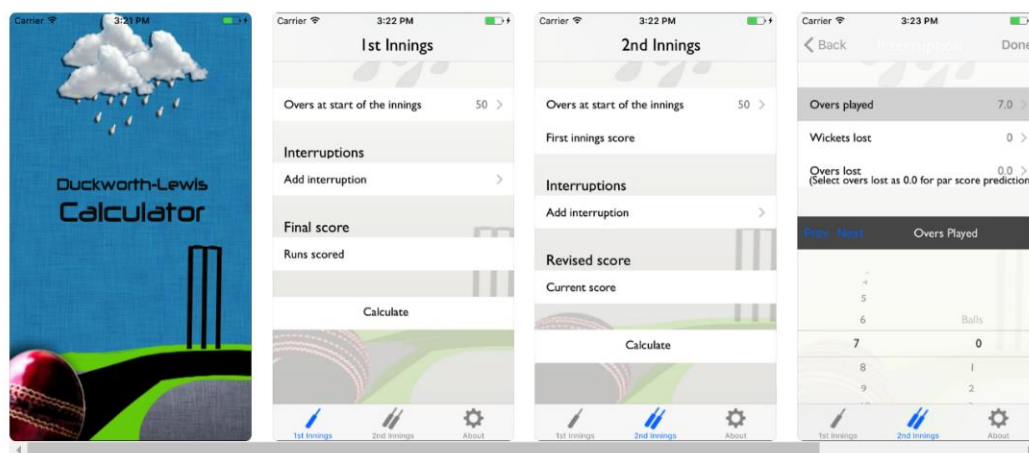 Carrier 3:21 PM
Duckworth-Lewis
Calculator
Carrier 3:22 PM
1st Innings
Overs at start of the innings 50
Interruptions
Add interruption
Final score
Runs scored
Calculate
1st Innings 2nd Innings About
Carrier 3:22 PM
2nd Innings
Overs at start of the innings 50
First innings score
Interruptions
Add interruption
Revised score
Current score
Calculate
1st Innings 2nd Innings About
Carrier 3:23 PM
Back Interruption Done
Overs played 7.0
Wickets lost 0
Overs lost 0.0
(Select overs lost as 0.0 for par score prediction
Prev Next Overs Played
4
5
6 Balls
7 0
8 1
9 2
1st Innings 2nd Innings About